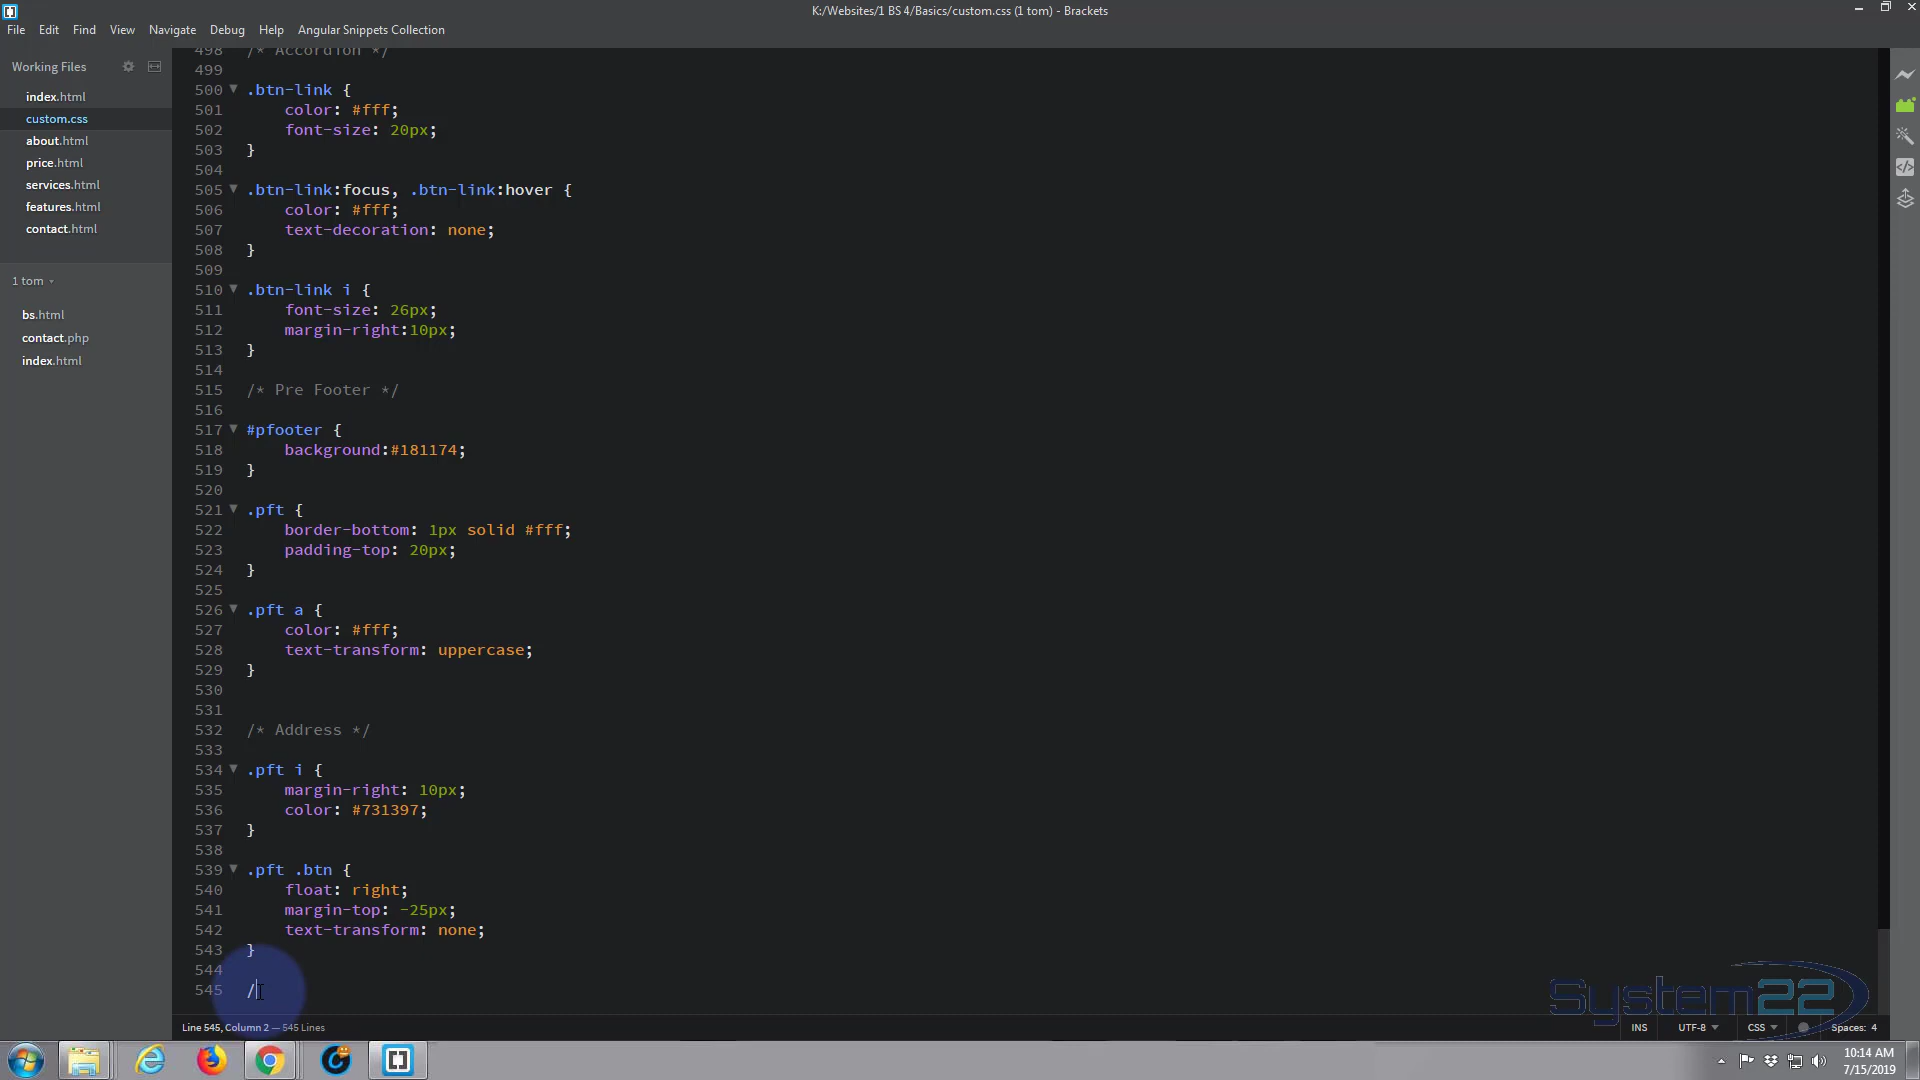 K:/Websites/1 BS 4/Basics/custom.css (1 tom) - Brackets
File Edit Find View Navigate Debug Help Angular Snippets Collection
Working Files
index.html
custom.css
about.html
price.html
services.html
features.html
contact.html
1 tom
bs.html
contact.php
index.html
498 /* Accordion */
499
500 .btn-link {
501 color: #fff;
502 font-size: 20px;
503 }
504
505 .btn-link:focus, .btn-link:hover {
506 color: #fff;
507 text-decoration: none;
508 }
509
510 .btn-link i {
511 font-size: 26px;
512 margin-right:10px;
513 }
514
515 /* Pre Footer */
516
517 #pfooter {
518 background:#181174;
519 }
520
521 .pft {
522 border-bottom: 1px solid #fff;
523 padding-top: 20px;
524 }
525
526 .pft a {
527 color: #fff;
528 text-transform: uppercase;
529 }
530
531
532 /* Address */
533
534 .pft i {
535 margin-right: 10px;
536 color: #731397;
537 }
538
539 .pft .btn {
540 float: right;
541 margin-top: -25px;
542 text-transform: none;
543 }
544
545 /
System22
Line 545, Column 2 — 545 Lines
INS UTF-8 CSS Spaces: 4
10:14 AM
7/15/2019